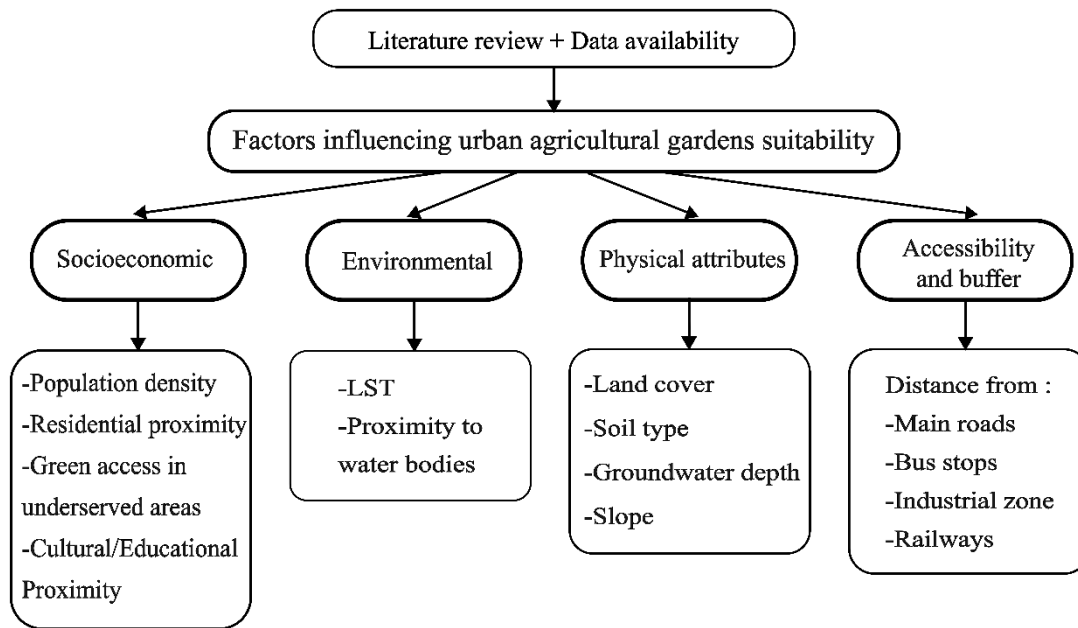 Literature review + Data availability
Factors influencing urban agricultural gardens suitability
Socioeconomic
Environmental
Physical attributes
Accessibility
and buffer
-Population density
-Residential proximity
-Green access in
underserved areas
-Cultural/Educational
Proximity
-LST
-Proximity to
water bodies
-Land cover
-Soil type
-Groundwater depth
-Slope
Distance from :
-Main roads
-Bus stops
-Industrial zone
-Railways